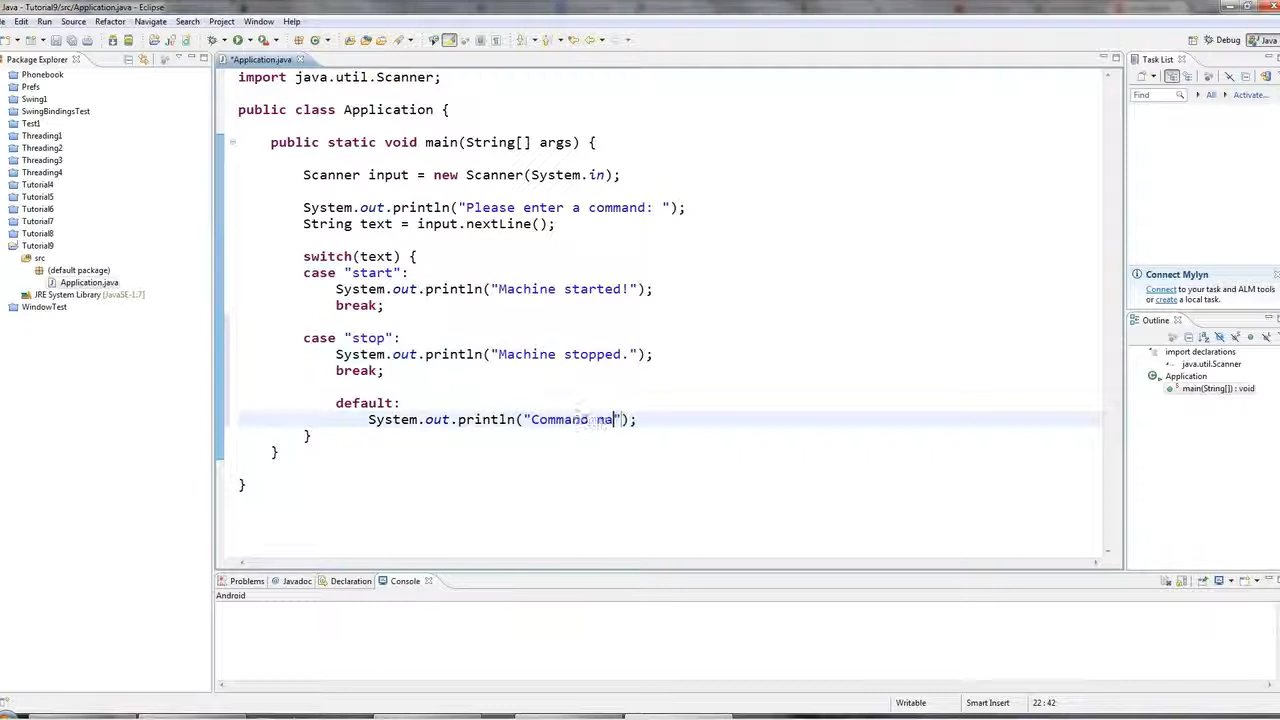 Java - Tutorial9/src/Application.java - Eclipse
Edit Run Source Refactor Navigate Search Project Window Help
Debug Java
Package Explorer
Phonebook
Prefs
Swing1
SwingBindingsTest
Test1
Threading1
Threading2
Threading3
Threading4
Tutorial4
Tutorial5
Tutorial6
Tutorial7
Tutorial8
Tutorial9
src
(default package)
Application.java
JRE System Library [JavaSE-1.7]
WindowTest
*Application.java
import java.util.Scanner;
public class Application {
public static void main(String[] args) {
Scanner input = new Scanner(System.in);
System.out.println("Please enter a command: ");
String text = input.nextLine();
switch(text) {
case "start":
System.out.println("Machine started!");
break;
case "stop":
System.out.println("Machine stopped.");
break;
default:
System.out.println("Command na");
}
}
}
Task List
Find All Activate...
Connect Mylyn
Connect to your task and ALM tools
or create a local task.
Outline
import declarations
java.util.Scanner
Application
main(String[]) : void
Problems Javadoc Declaration Console
Android
Writable Smart Insert 22 : 42